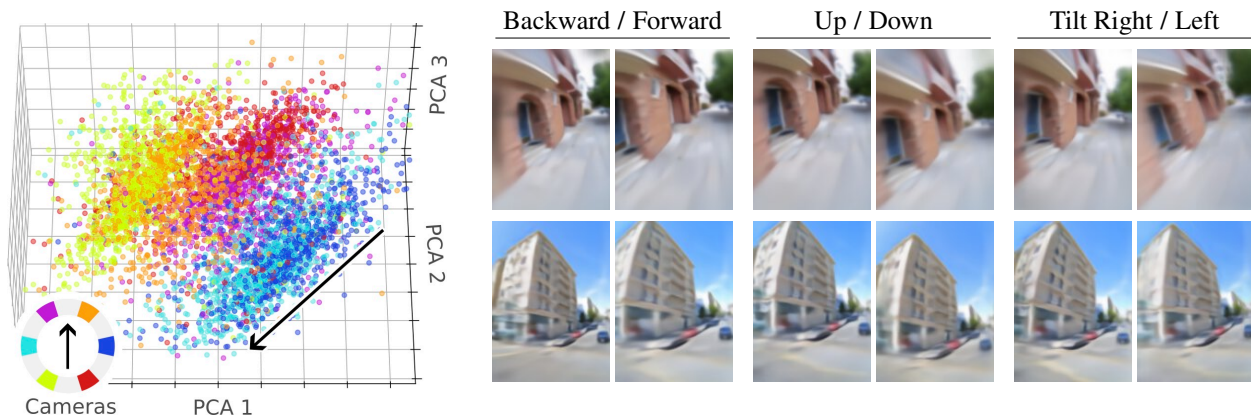 Backward / Forward
Up / Down
Tilt Right / Left
PCA 3
PCA 2
Cameras
PCA 1